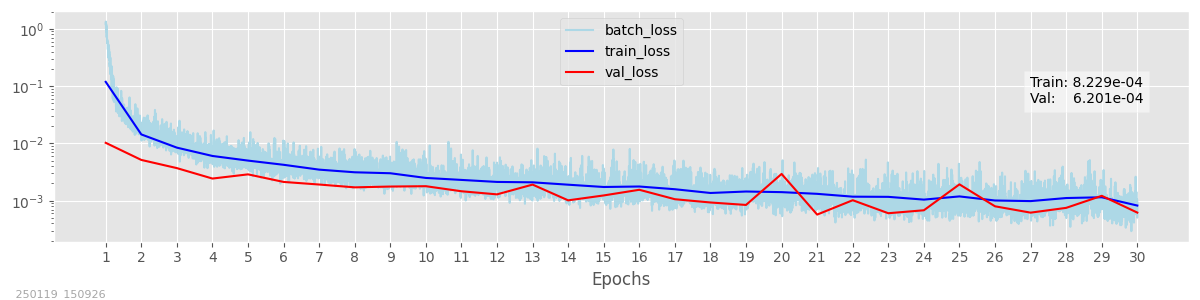 10⁰
10⁻¹
10⁻²
10⁻³
batch_loss
train_loss
val_loss
Train: 8.229e-04
Val: 6.201e-04
1 2 3 4 5 6 7 8 9 10 11 12 13 14 15 16 17 18 19 20 21 22 23 24 25 26 27 28 29 30
Epochs
250119_150926